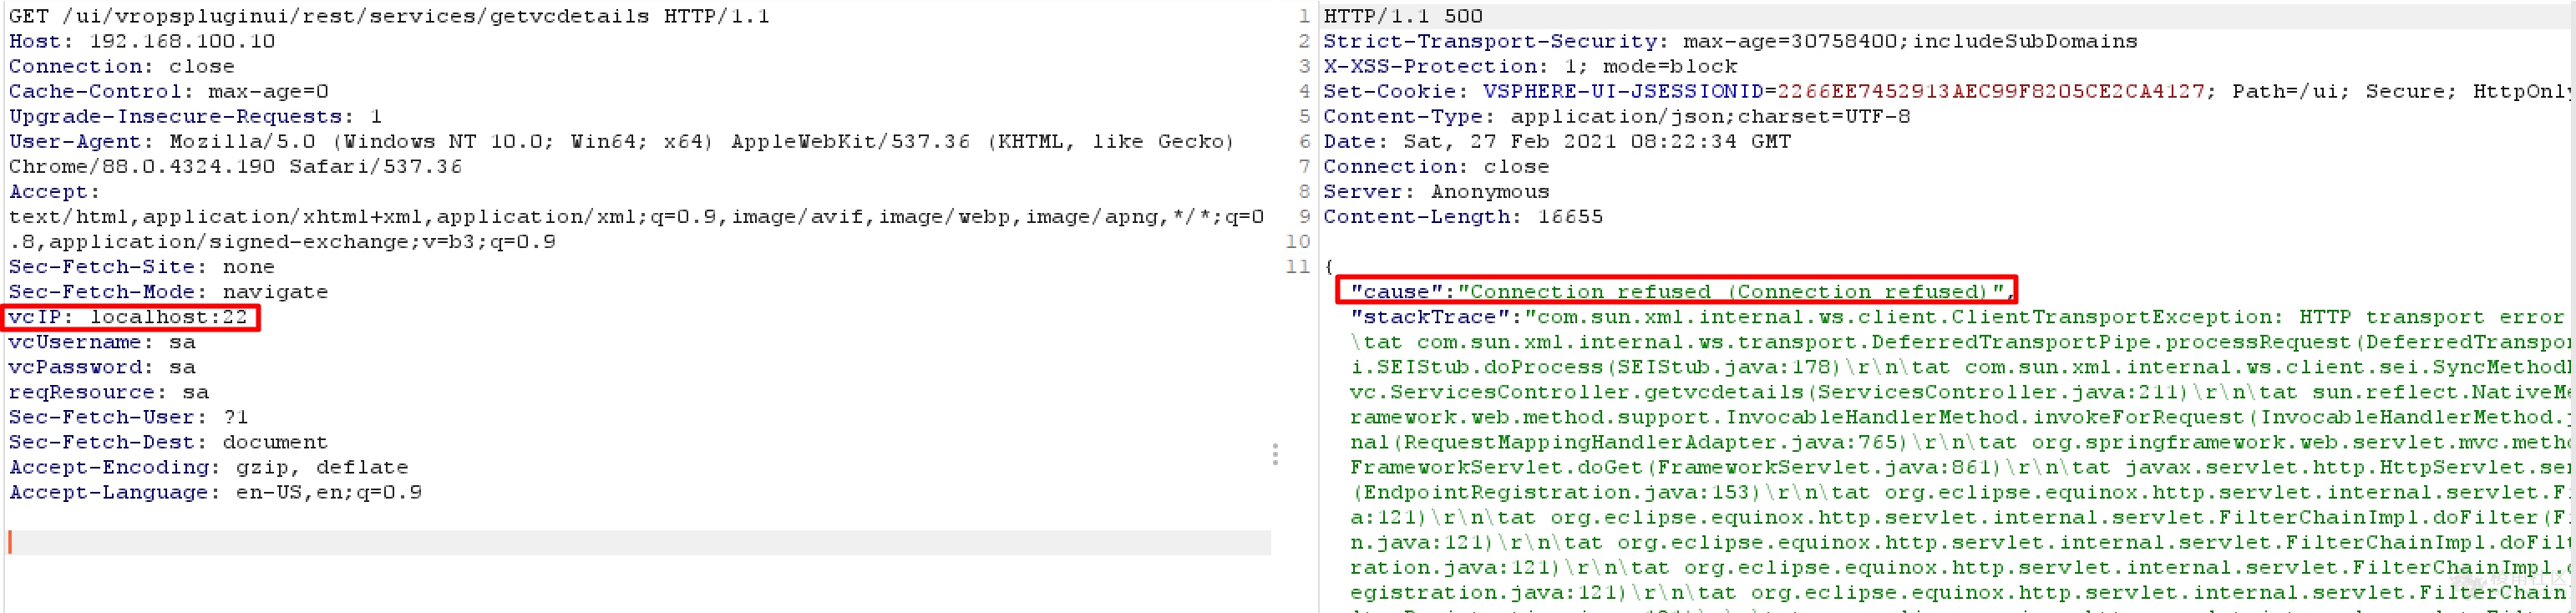 GET /ui/vropspluginui/rest/services/getvcdetails HTTP/1.1
Host: 192.168.100.10
Connection: close
Cache-Control: max-age=0
Upgrade-Insecure-Requests: 1
User-Agent: Mozilla/5.0 (Windows NT 10.0; Win64; x64) AppleWebKit/537.36 (KHTML, like Gecko)
Chrome/88.0.4324.190 Safari/537.36
Accept:
text/html,application/xhtml+xml,application/xml;q=0.9,image/avif,image/webp,image/apng,*/*;q=0
.8,application/signed-exchange;v=b3;q=0.9
Sec-Fetch-Site: none
Sec-Fetch-Mode: navigate
vcIP: localhost:22
vcUsername: sa
vcPassword: sa
reqResource: sa
Sec-Fetch-User: ?1
Sec-Fetch-Dest: document
Accept-Encoding: gzip, deflate
Accept-Language: en-US,en;q=0.9
1 HTTP/1.1 500
2 Strict-Transport-Security: max-age=30758400;includeSubDomains
3 X-XSS-Protection: 1; mode=block
4 Set-Cookie: VSPHERE-UI-JSESSIONID=2266EE7452913AEC99F8205CE2CA4127; Path=/ui; Secure; HttpOnly
5 Content-Type: application/json;charset=UTF-8
6 Date: Sat, 27 Feb 2021 08:22:34 GMT
7 Connection: close
8 Server: Anonymous
9 Content-Length: 16655
10
11 {
"cause":"Connection refused (Connection refused)",
"stackTrace":"com.sun.xml.internal.ws.client.ClientTransportException: HTTP transport error
\tat com.sun.xml.internal.ws.transport.DeferredTransportPipe.processRequest(DeferredTranspo
i.SEIStub.doProcess(SEIStub.java:178)\r\n\tat com.sun.xml.internal.ws.client.sei.SyncMethod
vc.ServicesController.getvcdetails(ServicesController.java:211)\r\n\tat sun.reflect.NativeMe
ramework.web.method.support.InvocableHandlerMethod.invokeForRequest(InvocableHandlerMethod.j
nal(RequestMappingHandlerAdapter.java:765)\r\n\tat org.springframework.web.servlet.mvc.meth
FrameworkServlet.doGet(FrameworkServlet.java:861)\r\n\tat javax.servlet.http.HttpServlet.se
(EndpointRegistration.java:153)\r\n\tat org.eclipse.equinox.http.servlet.internal.servlet.F
a:121)\r\n\tat org.eclipse.equinox.http.servlet.internal.servlet.FilterChainImpl.doFilter(F
n.java:121)\r\n\tat org.eclipse.equinox.http.servlet.internal.servlet.FilterChainImpl.doFil
ration.java:121)\r\n\tat org.eclipse.equinox.http.servlet.internal.servlet.FilterChainImpl.
egistration.java:121)\r\n\tat org.eclipse.equinox.http.servlet.internal.servlet.FilterChain